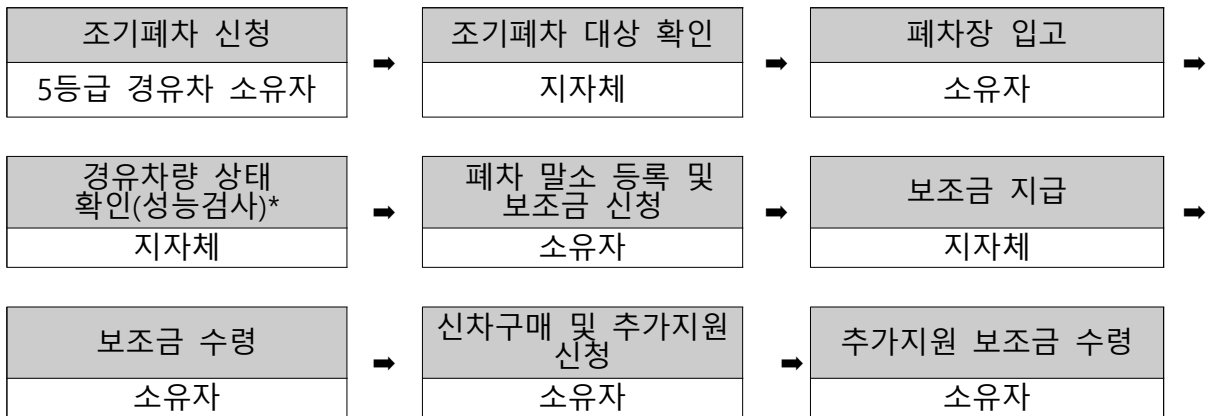 조기폐차 신청
5등급 경유차 소유자
➡
조기폐차 대상 확인
지자체
➡
폐차장 입고
소유자
➡
경유차량 상태
확인(성능검사)*
지자체
➡
폐차 말소 등록 및
보조금 신청
소유자
➡
보조금 지급
지자체
➡
보조금 수령
소유자
➡
신차구매 및 추가지원
신청
소유자
➡
추가지원 보조금 수령
소유자